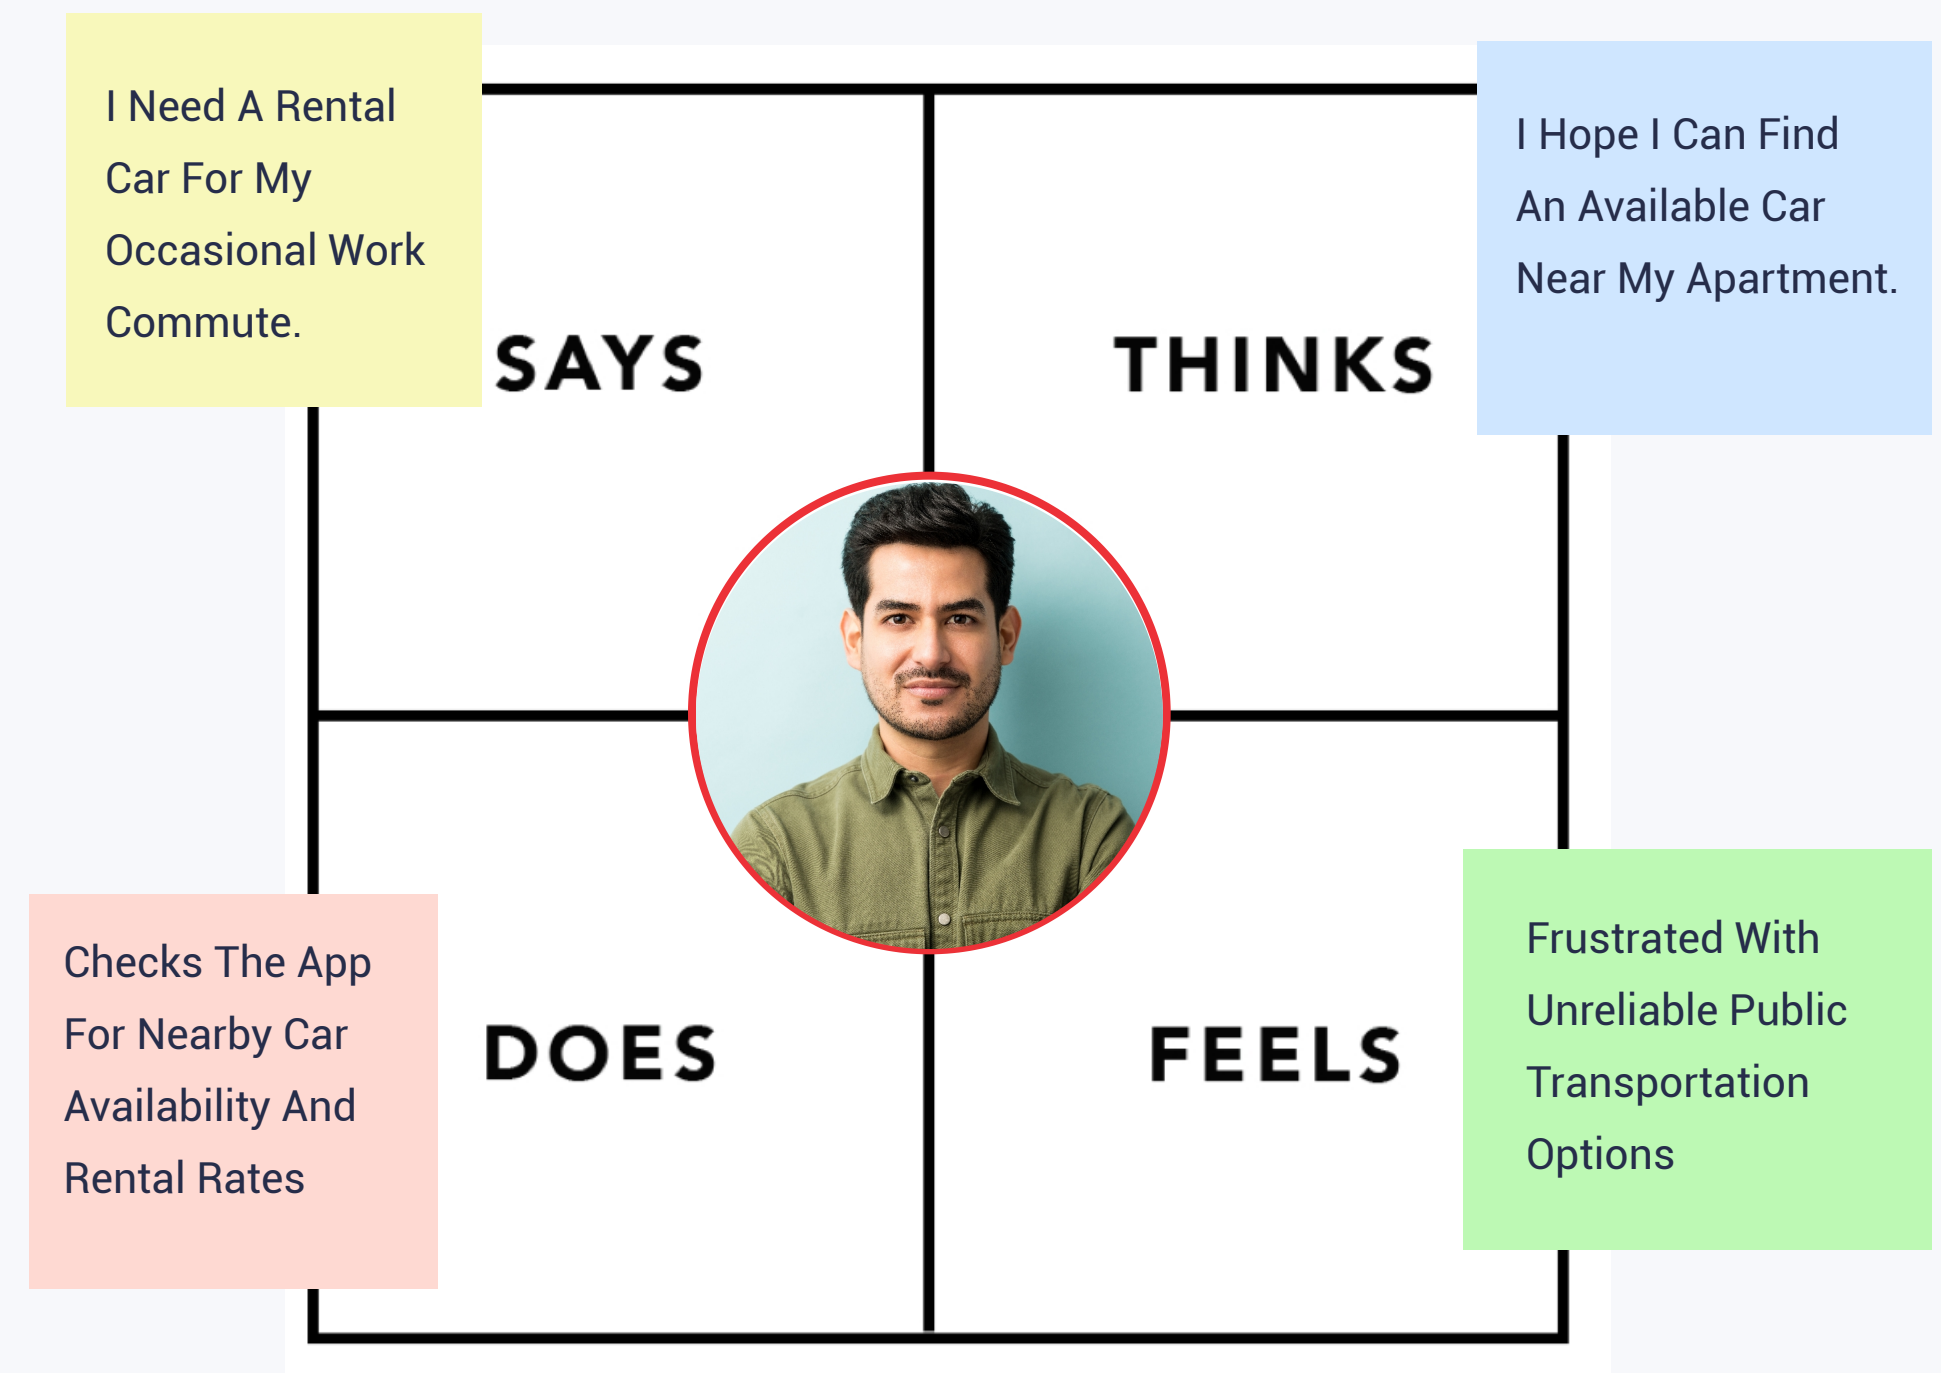 I Need A Rental
Car For My
Occasional Work
Commute.
SAYS
I Hope I Can Find
An Available Car
Near My Apartment.
THINKS
Checks The App
For Nearby Car
Availability And
Rental Rates
DOES
Frustrated With
Unreliable Public
Transportation
Options
FEELS